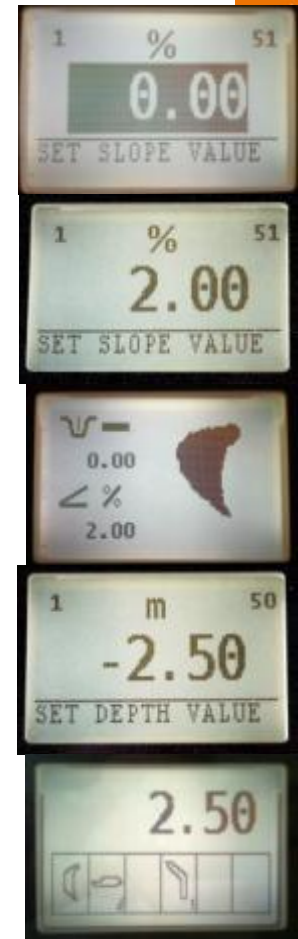 1 % 51
0.00
SET SLOPE VALUE
1 % 51
2.00
SET SLOPE VALUE
0.00
%
2.00
1 m 50
-2.50
SET DEPTH VALUE
2.50